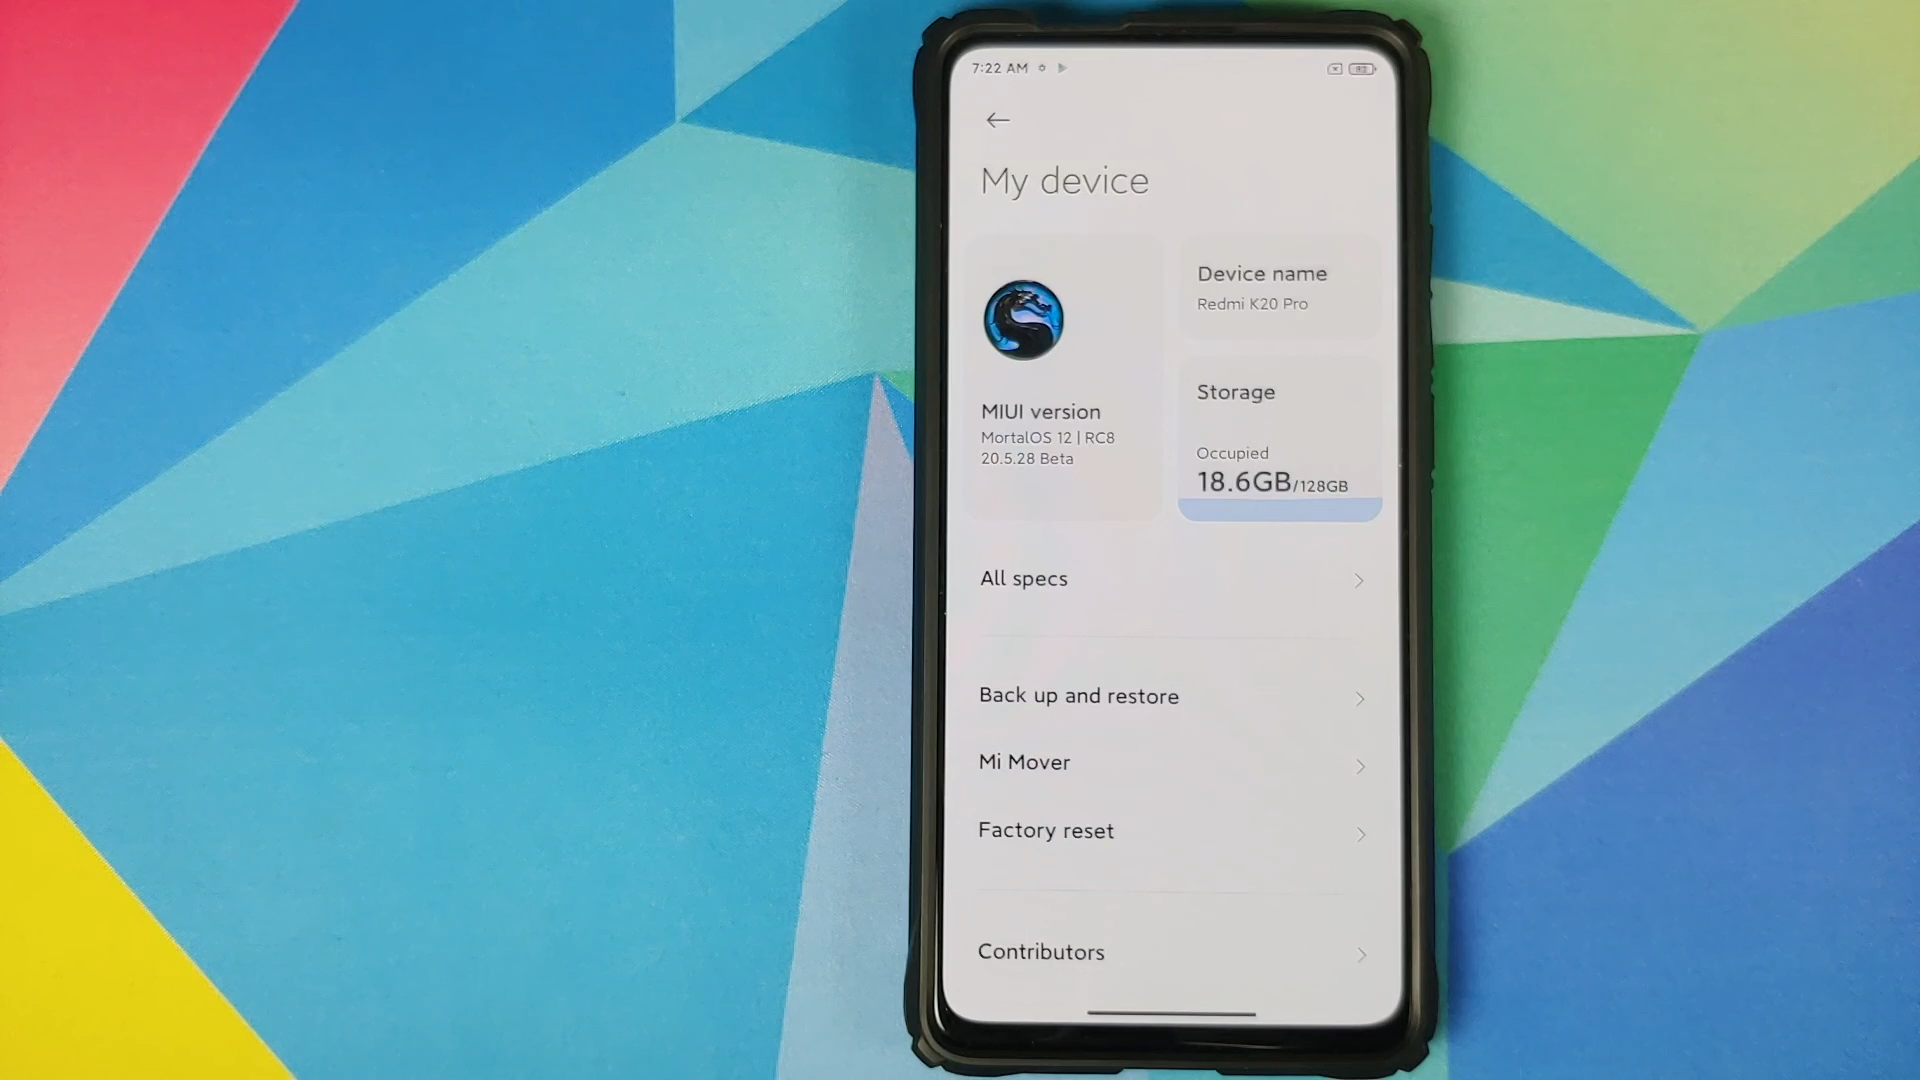 7:22 AM
My device
MIUI version
MortalOS 12 | RC8
20.5.28 Beta
Device name
Redmi K20 Pro
Storage
Occupied
18.6GB/128GB
All specs
Back up and restore
Mi Mover
Factory reset
Contributors